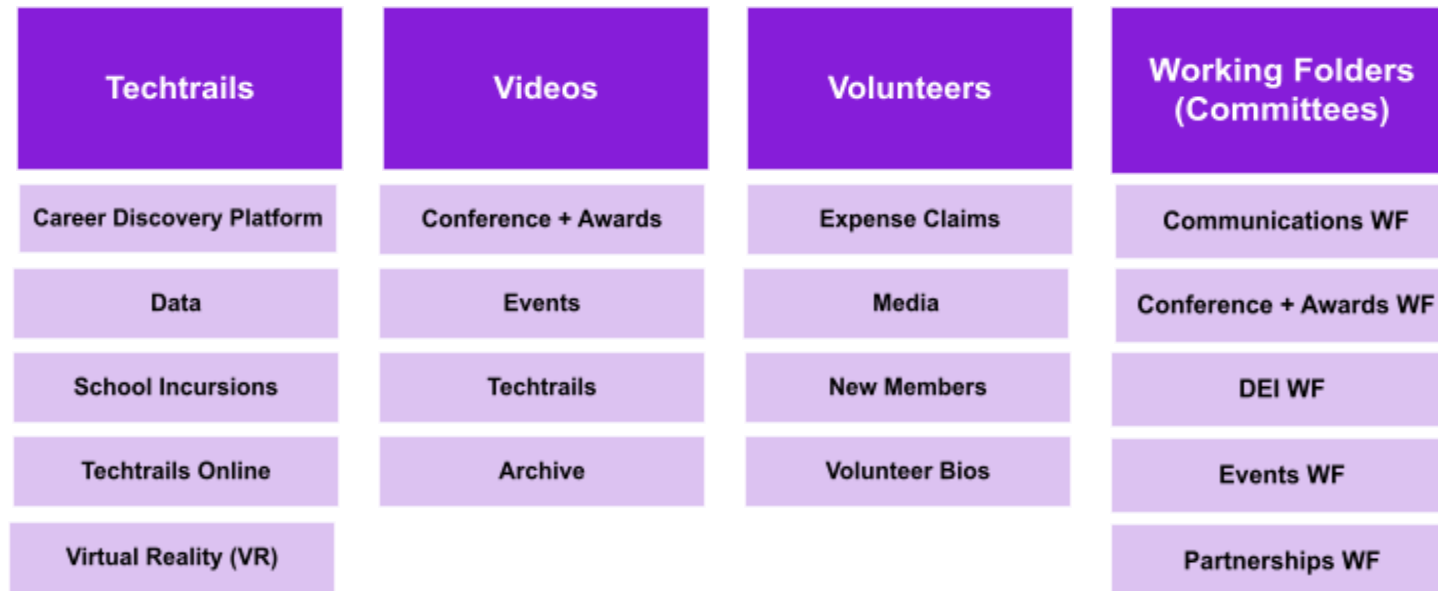 Techtrails
Career Discovery Platform
Data
School Incursions
Techtrails Online
Virtual Reality (VR)
Videos
Conference + Awards
Events
Techtrails
Archive
Volunteers
Expense Claims
Media
New Members
Volunteer Bios
Working Folders
(Committees)
Communications WF
Conference + Awards WF
DEI WF
Events WF
Partnerships WF